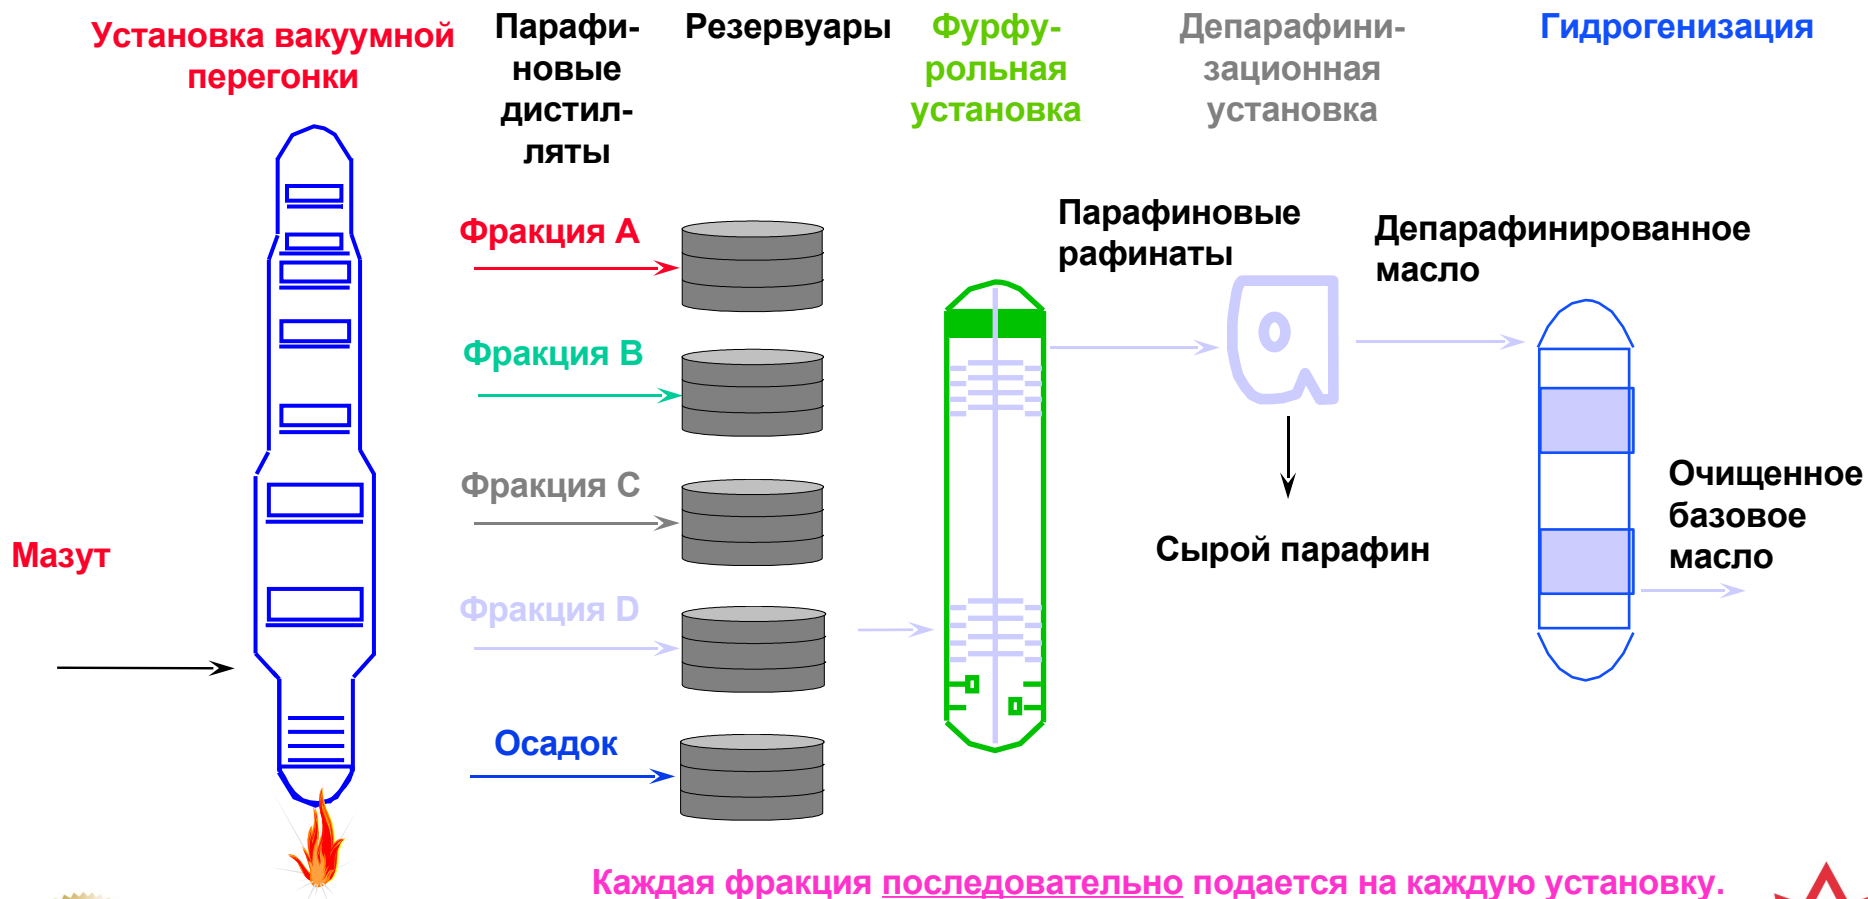 Установка вакуумной
перегонки
Парафи-
новые
дистил-
ляты
Резервуары
Фурфу-
рольная
установка
Депарафини-
зационная
установка
Гидрогенизация
Фракция A
Фракция B
Фракция C
Фракция D
Осадок
Мазут
Парафиновые
рафинаты
Депарафинированное
масло
Сырой парафин
Очищенное
базовое
масло
Каждая фракция последовательно подается на каждую установку.